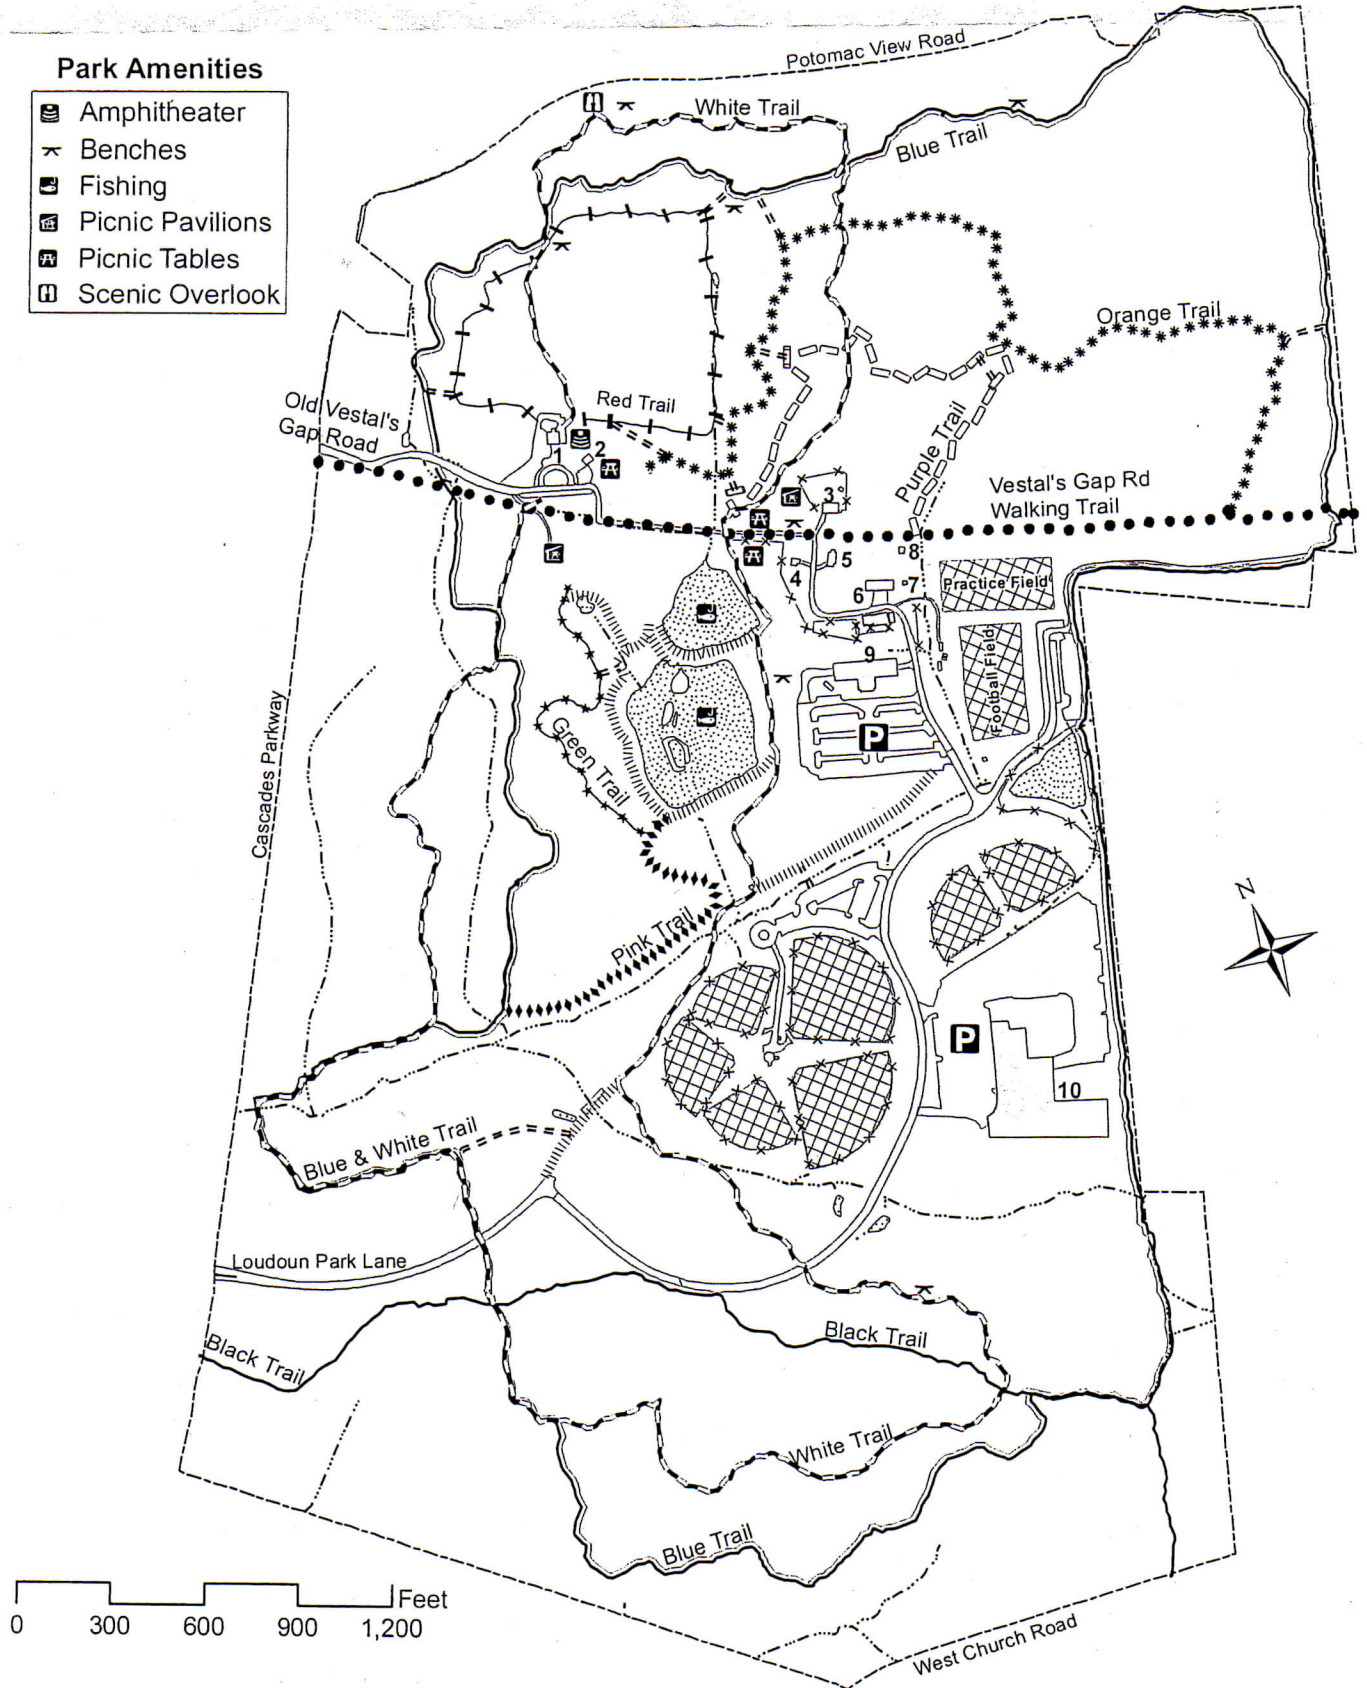 Park Amenities
Amphitheater
Benches
Fishing
Picnic Pavilions
Picnic Tables
Scenic Overlook
Potomac View Road
White Trail
Blue Trail
Orange Trail
Old Vestal's
Gap Road
Red Trail
1
2
3
Purple Trail
Vestal's Gap Rd
Walking Trail
4
5
8
6
7
Practice Field
9
Football Field
Cascades Parkway
Green Trail
P
Pink Trail
N
P
10
Blue & White Trail
Loudoun Park Lane
Black Trail
Black Trail
White Trail
Blue Trail
West Church Road
Feet
0 300 600 900 1,200